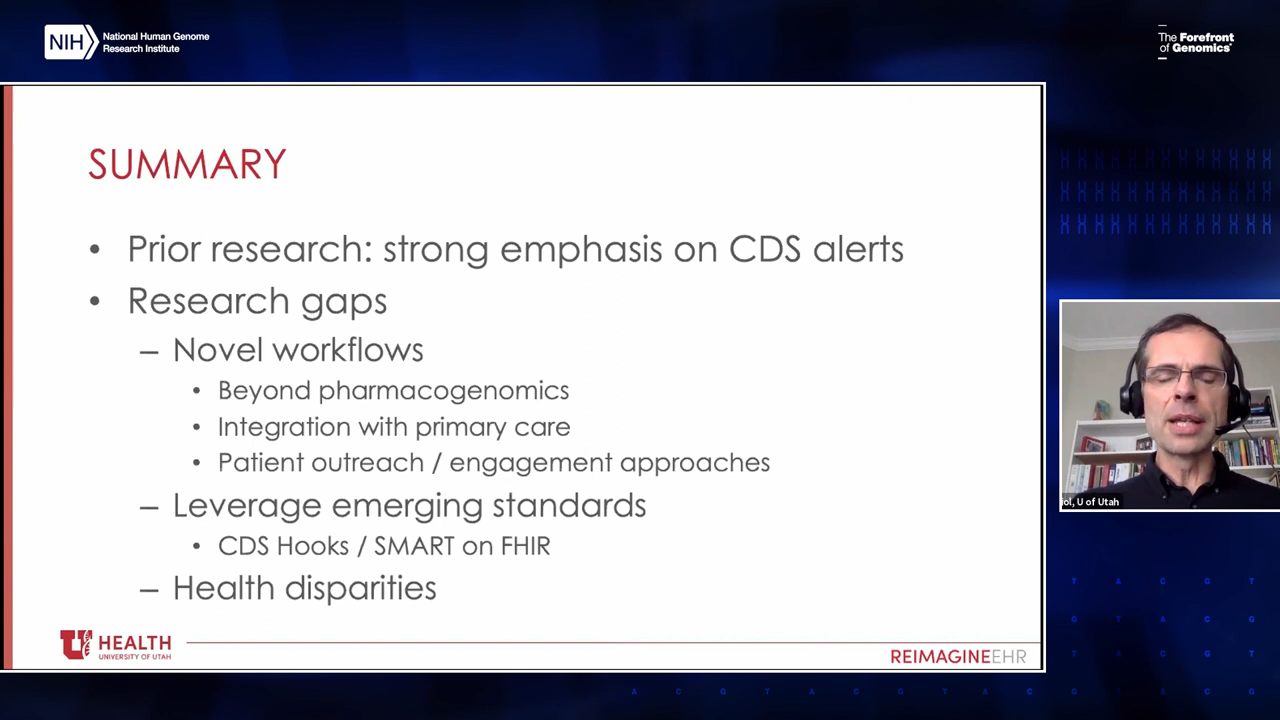 NIH
National Human Genome
Research Institute
The Forefront
of Genomics®
SUMMARY
• Prior research: strong emphasis on CDS alerts
• Research gaps
– Novel workflows
• Beyond pharmacogenomics
• Integration with primary care
• Patient outreach / engagement approaches
– Leverage emerging standards
• CDS Hooks / SMART on FHIR
– Health disparities
U HEALTH
UNIVERSITY OF UTAH
REIMAGINEEHR
U of Utah
T A C G T
G T A C G
T A C G T
A C G T A C G T A C G T A C G